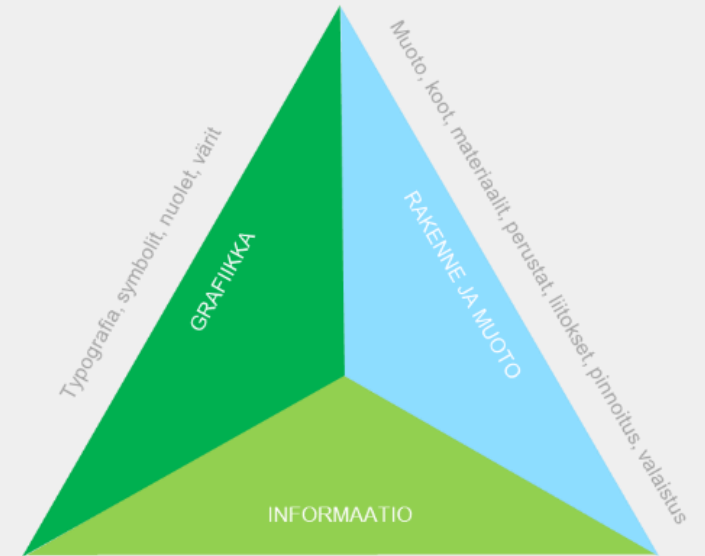 Typografia, symbolit, nuolet, värit
GRAFIIKKA
Muoto, koot, materiaalit, perustat, liitokset, pinnoitus, valaistus
RAKENNE JA MUOTO
INFORMAATIO